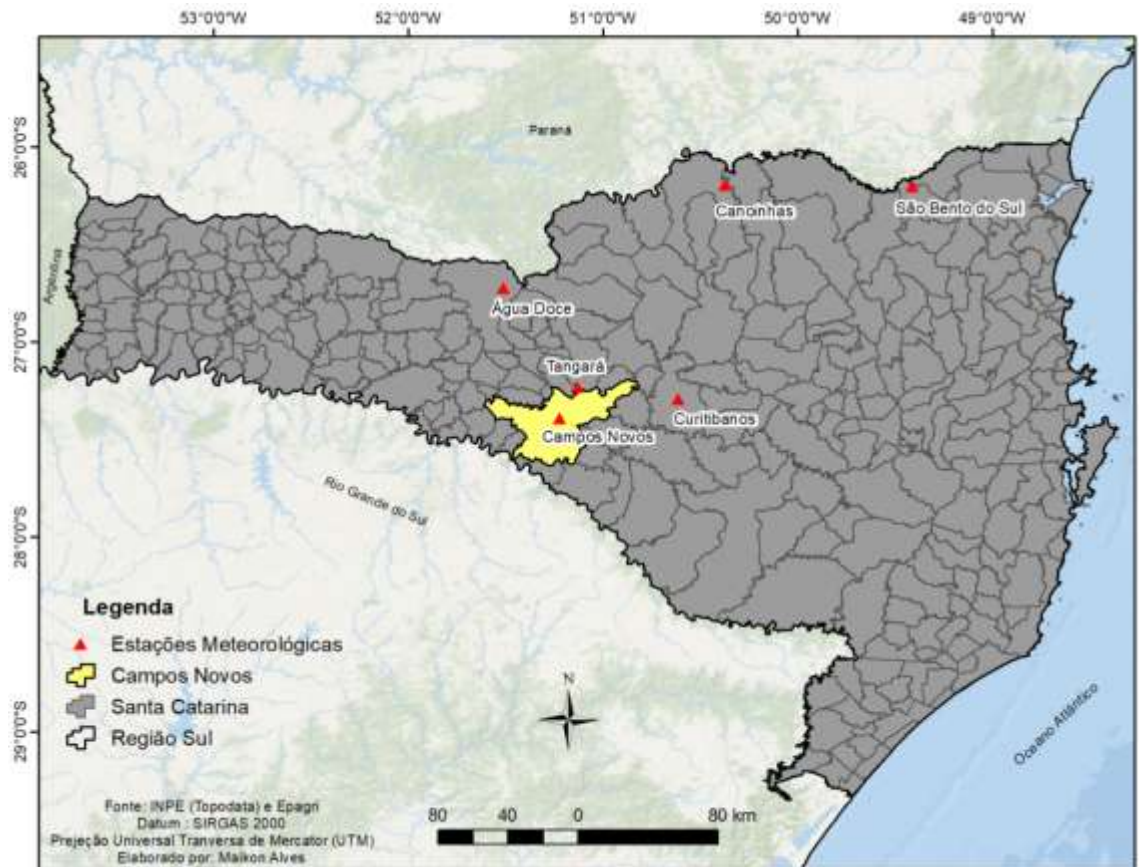 53°0'0"W 52°0'0"W 51°0'0"W 50°0'0"W 49°0'0"W
26°0'0"S
27°0'0"S
28°0'0"S
29°0'0"S
Paraná
Argentina
Canoinhas
São Bento do Sul
Água Doce
Tangará
Curitibanos
Campos Novos
Rio Grande do Sul
Oceano Atlântico
Legenda
Estações Meteorológicas
Campos Novos
Santa Catarina
Região Sul
N
Fonte: INPE (Topodata) e Epagri
Datum : SIRGAS 2000
Prejeção Universal Tranversa de Mercator (UTM)
Elaborado por: Maikon Alves
80 40 0 80 km